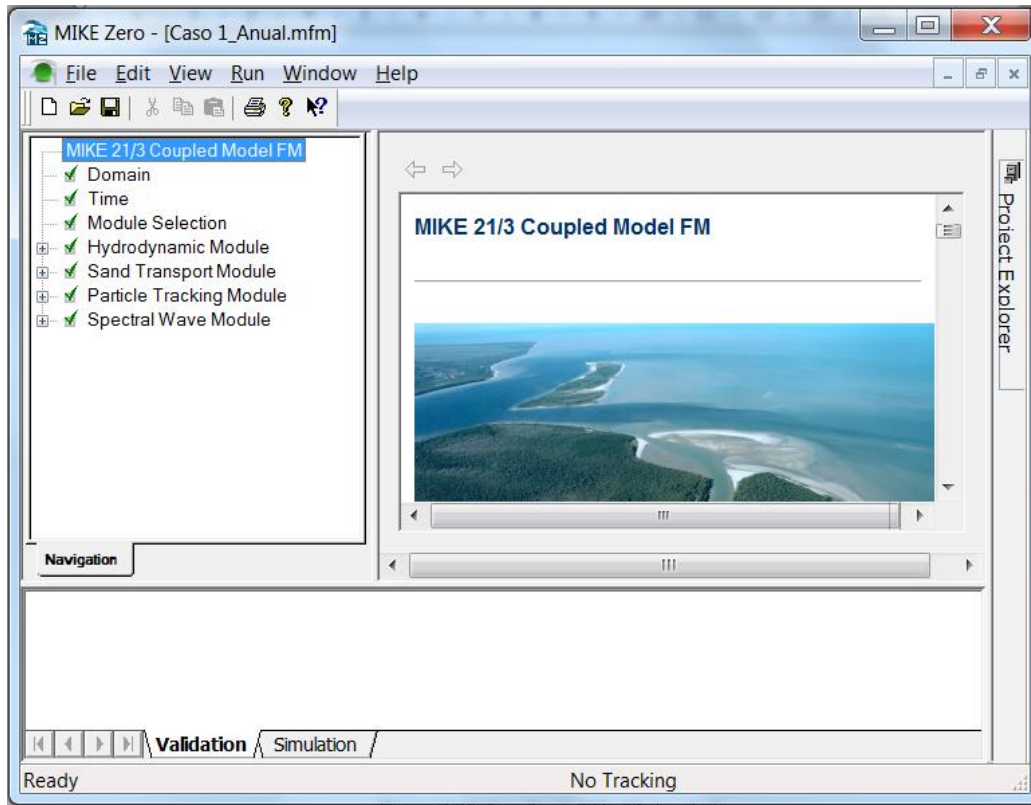 MIKE Zero - [Caso 1_Anual.mfm]
File Edit View Run Window Help
MIKE 21/3 Coupled Model FM
Domain
Time
Module Selection
Hydrodynamic Module
Sand Transport Module
Particle Tracking Module
Spectral Wave Module
Navigation
MIKE 21/3 Coupled Model FM
Project Explorer
Validation Simulation
Ready No Tracking